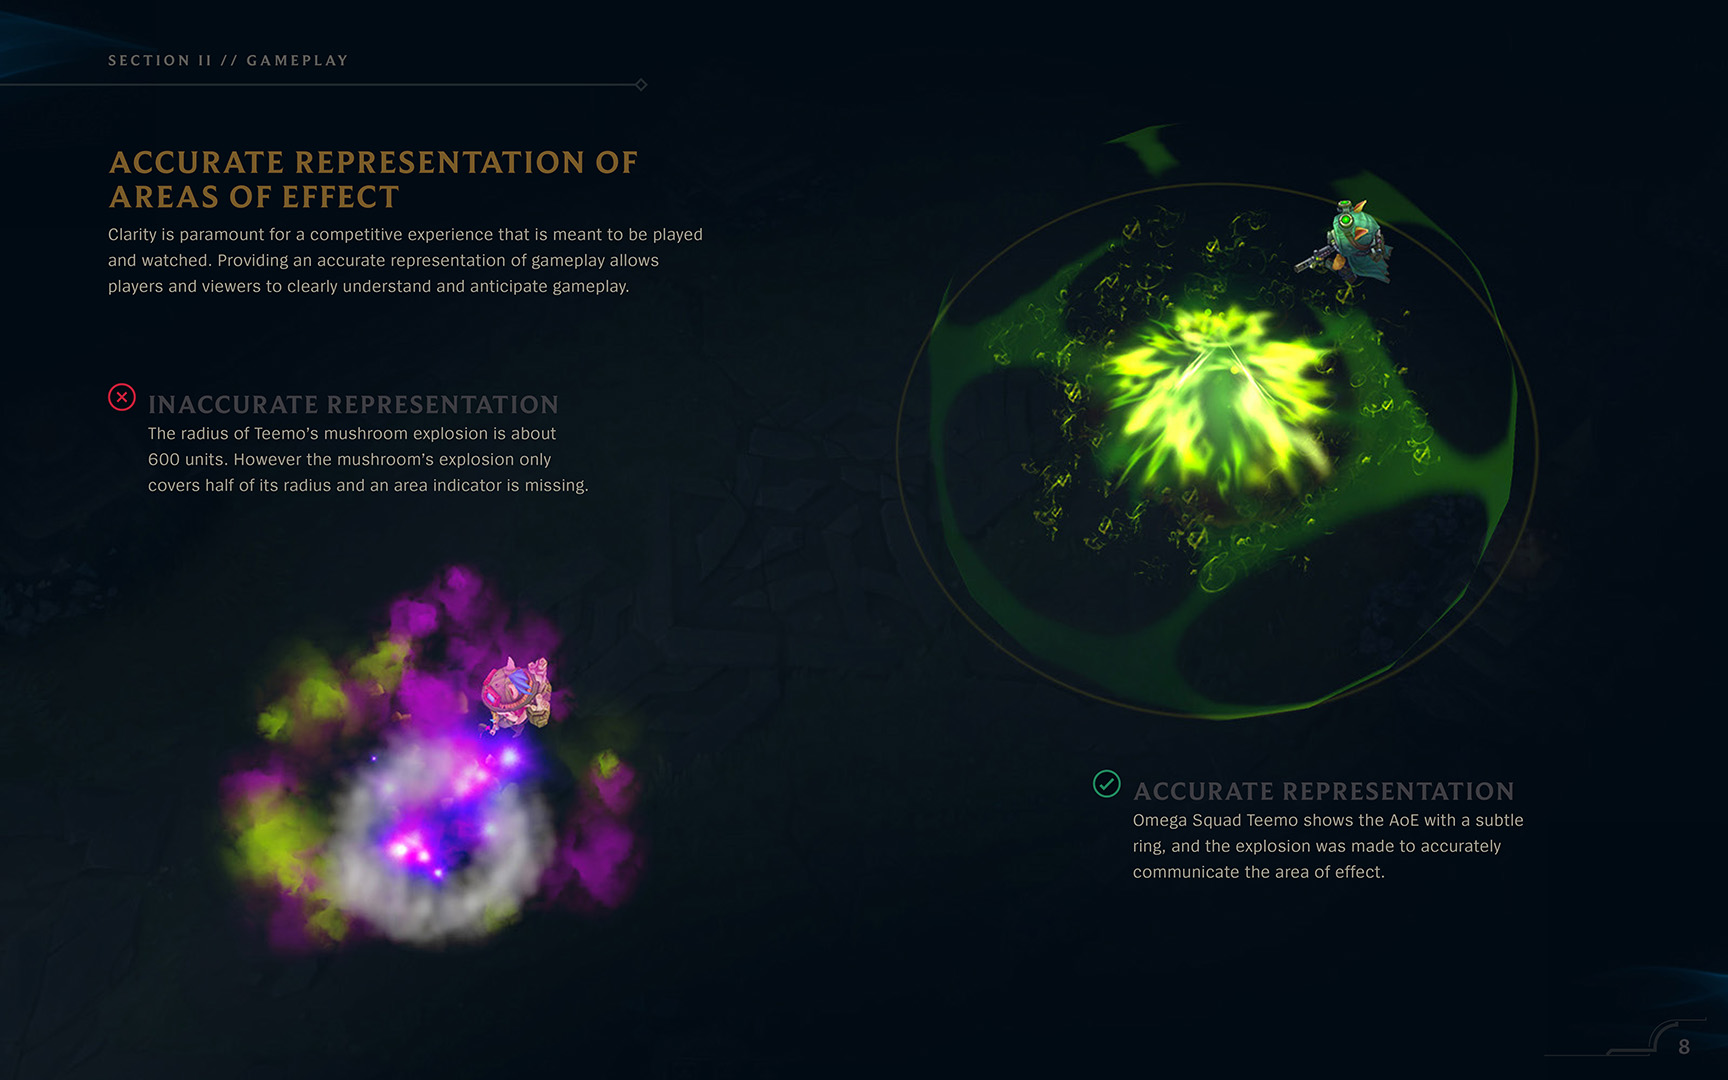 SECTION II // GAMEPLAY
ACCURATE REPRESENTATION OF
AREAS OF EFFECT
Clarity is paramount for a competitive experience that is meant to be played
and watched. Providing an accurate representation of gameplay allows
players and viewers to clearly understand and anticipate gameplay.
INACCURATE REPRESENTATION
The radius of Teemo’s mushroom explosion is about
600 units. However the mushroom’s explosion only
covers half of its radius and an area indicator is missing.
ACCURATE REPRESENTATION
Omega Squad Teemo shows the AoE with a subtle
ring, and the explosion was made to accurately
communicate the area of effect.
8